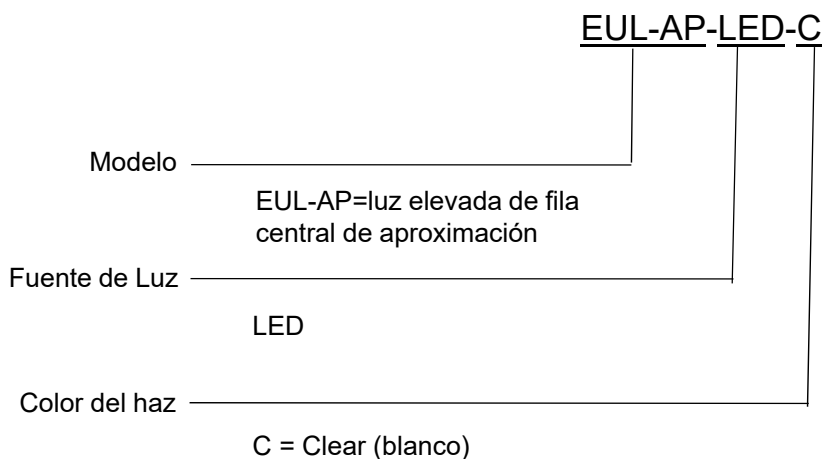 EUL-AP-LED-C
Modelo
EUL-AP=luz elevada de fila
central de aproximación
Fuente de Luz
LED
Color del haz
C = Clear (blanco)